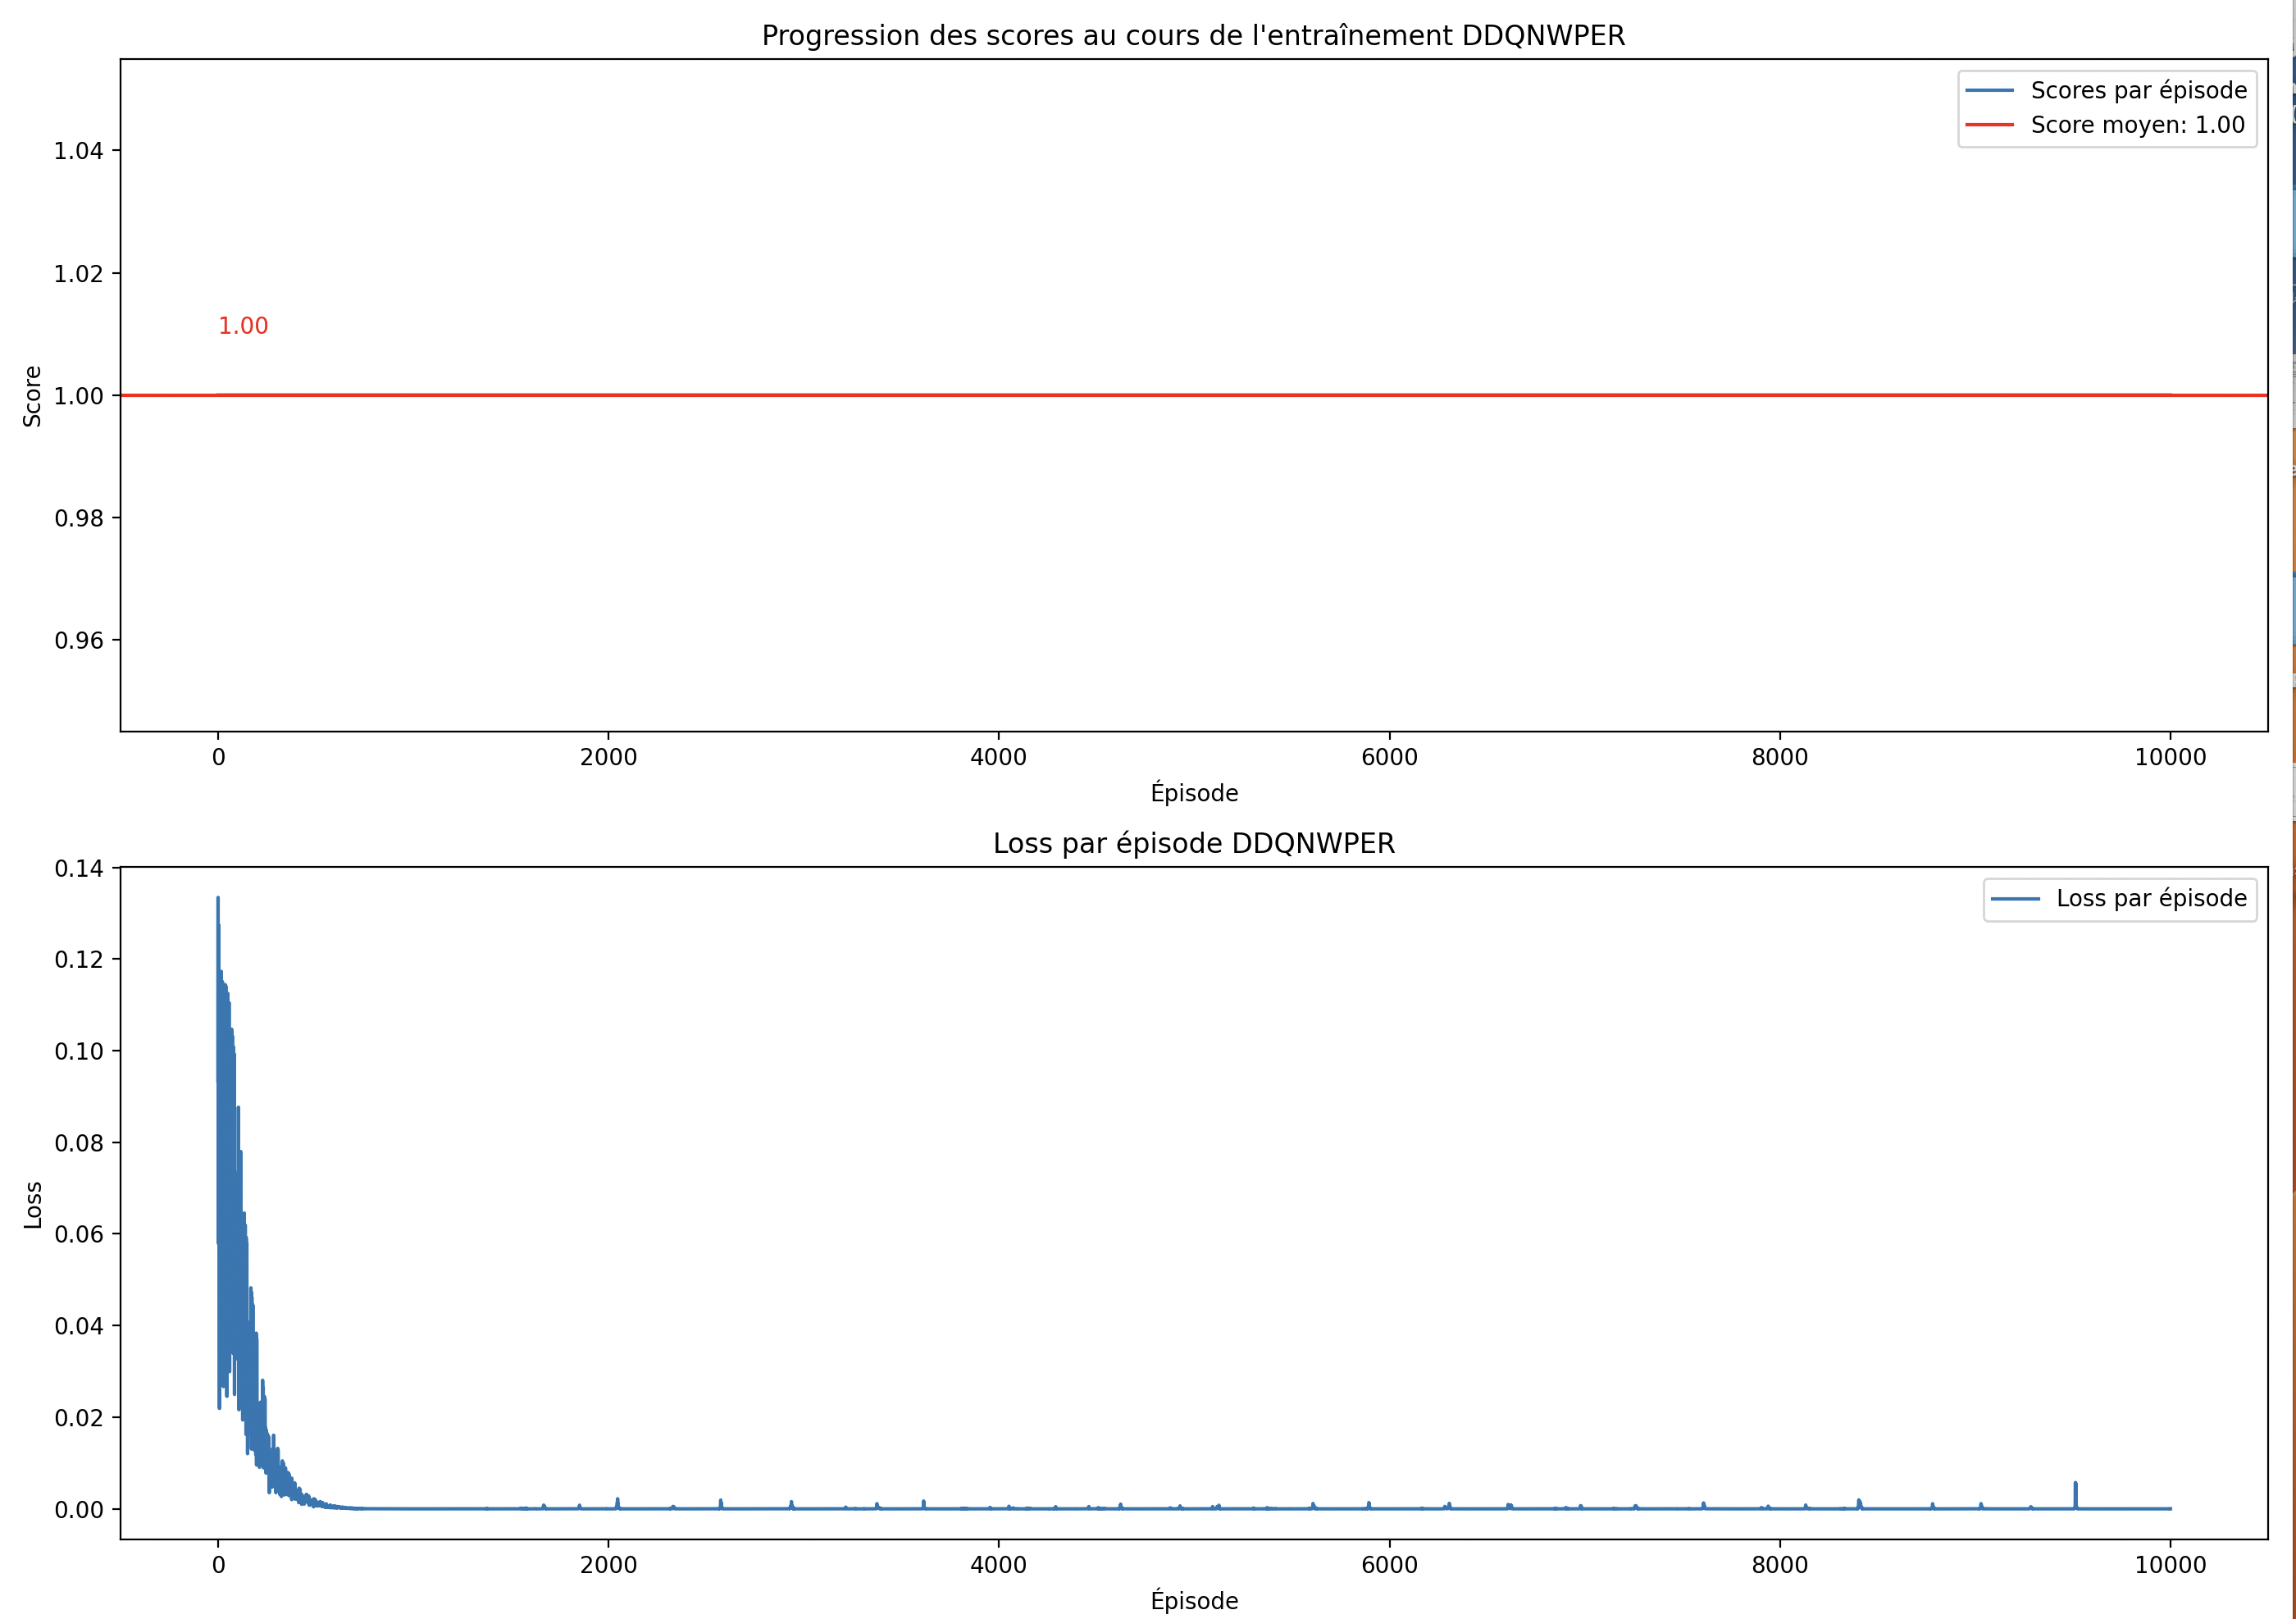 Progression des scores au cours de l'entraînement DDQNWPER
Scores par épisode
Score moyen: 1.00
1.04
1.02
1.00
1.00
0.98
0.96
Score
0
2000
4000
6000
8000
10000
Épisode
Loss par épisode DDQNWPER
Loss par épisode
0.14
0.12
0.10
0.08
0.06
0.04
0.02
0.00
Loss
0
2000
4000
6000
8000
10000
Épisode